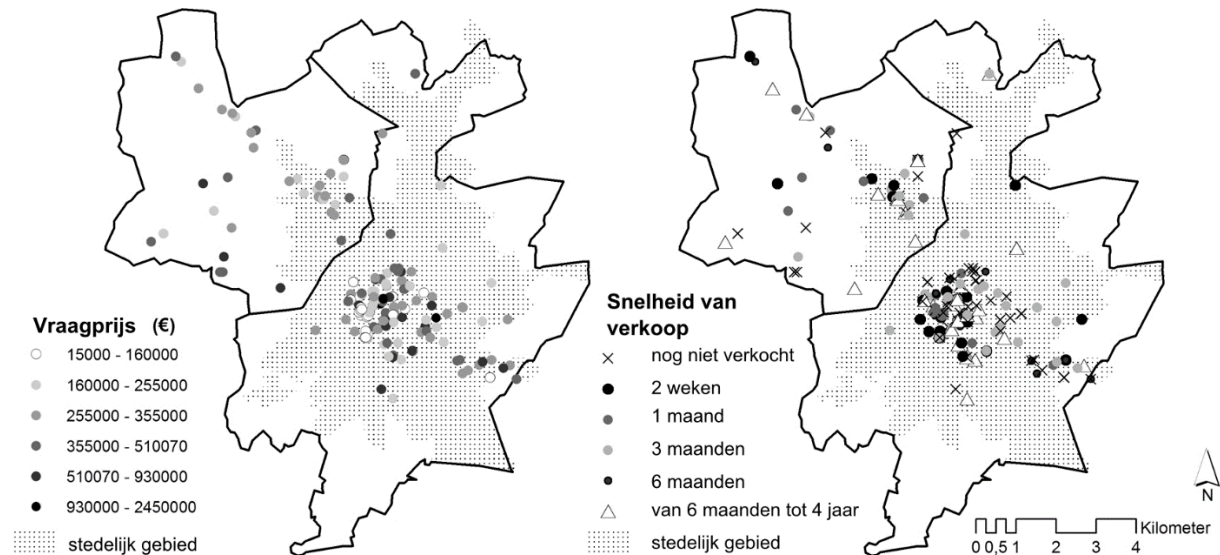 Vraagprijs (€)
15000 - 160000
160000 - 255000
255000 - 355000
355000 - 510070
510070 - 930000
930000 - 2450000
stedelijk gebied
Snelheid van
verkoop
nog niet verkocht
2 weken
1 maand
3 maanden
6 maanden
van 6 maanden tot 4 jaar
stedelijk gebied
N
Kilometer
0 0,5 1 2 3 4